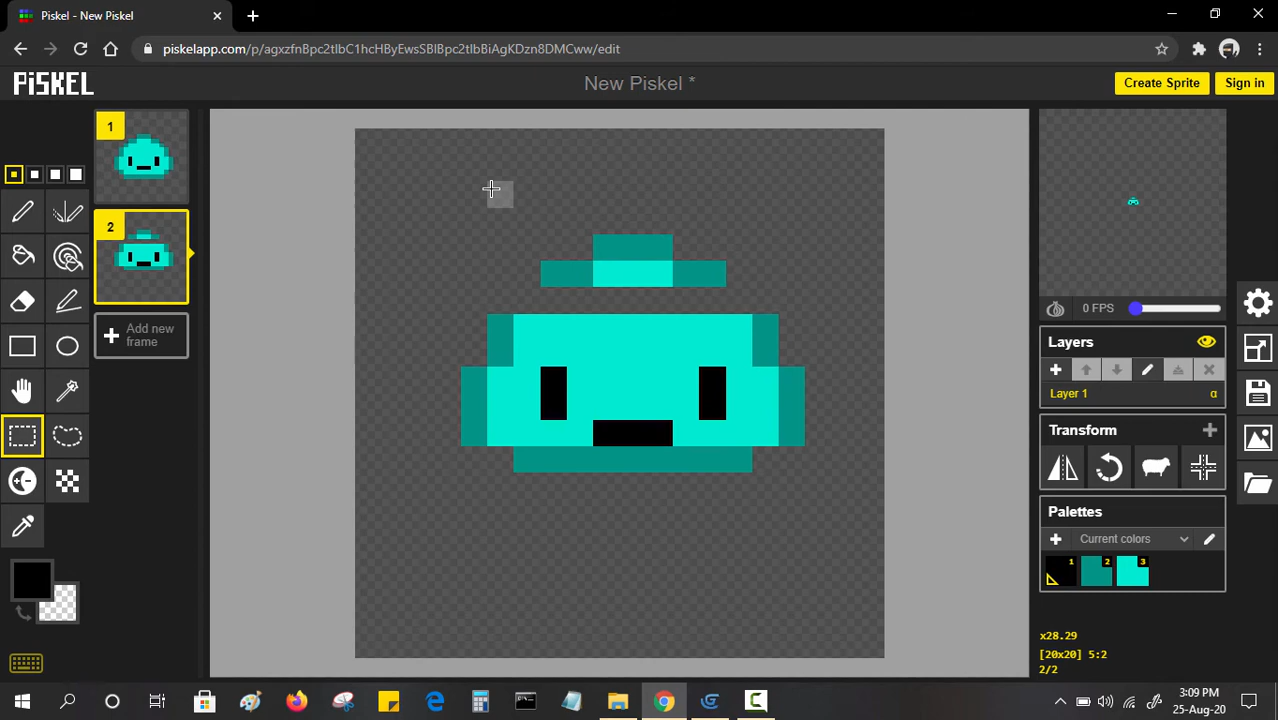 Piskel - New Piskel
piskelapp.com/p/agxzfnBpc2tlbC1hcHByEwsSBlBpc2tlbBiAgKDzn8DMCww/edit
PiSKEL
New Piskel *
Create Sprite
Sign in
1
2
Add new
frame
0 FPS
Layers
Layer 1
α
Transform
Palettes
Current colors
1
2
3
x28.29
[20x20] 5:2
2/2
3:09 PM
25-Aug-20